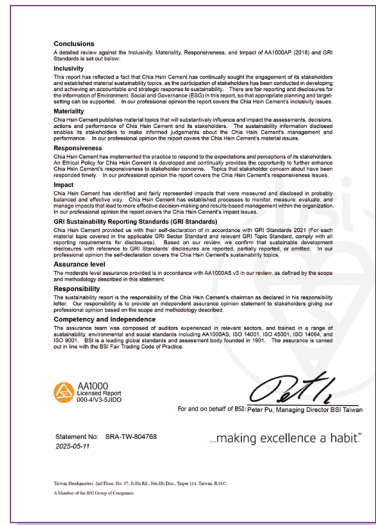 Conclusions
A detailed review against the Inclusivity, Materiality, Responsiveness, and Impact of AA1000AP (2018) and GRI
Standards is set out below:
Inclusivity
This report has reflected a fact that Chia Hsin Cement has continually sought the engagement of its stakeholders
and established material sustainability topics, as the participation of stakeholders has been conducted in developing
and achieving an accountable and strategic response to sustainability. There are fair reporting and disclosures for
the information of Environment, Social and Governance (ESG) in this report, so that appropriate planning and target-
setting can be supported. In our professional opinion the report covers the Chia Hsin Cement's inclusivity issues.
Materiality
Chia Hsin Cement publishes material topics that will substantively influence and impact the assessments, decisions,
actions and performance of Chia Hsin Cement and its stakeholders. The sustainability information disclosed
enables its stakeholders to make informed judgements about the Chia Hsin Cement's management and
performance. In our professional opinion the report covers the Chia Hsin Cement's material issues.
Responsiveness
Chia Hsin Cement has implemented the practice to respond to the expectations and perceptions of its stakeholders.
An Ethical Policy for Chia Hsin Cement is developed and continually provides the opportunity to further enhance
Chia Hsin Cement's responsiveness to stakeholder concerns. Topics that stakeholder concern about have been
responded timely. In our professional opinion the report covers the Chia Hsin Cement's responsiveness issues.
Impact
Chia Hsin Cement has identified and fairly represented impacts that were measured and disclosed in probably
balanced and effective way. Chia Hsin Cement has established processes to monitor, measure, evaluate, and
manage impacts that lead to more effective decision-making and results-based management within the organization.
In our professional opinion the report covers the Chia Hsin Cement's impact issues.
GRI Sustainability Reporting Standards (GRI Standards)
Chia Hsin Cement provided us with their self-declaration of in accordance with GRI Standards 2021 (For each
material topic covered in the applicable GRI Sector Standard and relevant GRI Topic Standard, comply with all
reporting requirements for disclosures). Based on our review, we confirm that sustainable development
disclosures with reference to GRI Standards' disclosures are reported, partially reported, or omitted. In our
professional opinion the self-declaration covers the Chia Hsin Cement's sustainability topics.
Assurance level
The moderate level assurance provided is in accordance with AA1000AS v3 in our review, as defined by the scope
and methodology described in this statement.
Responsibility
The sustainability report is the responsibility of the Chia Hsin Cement's chairman as declared in his responsibility
letter. Our responsibility is to provide an independent assurance opinion statement to stakeholders giving our
professional opinion based on the scope and methodology described.
Competency and Independence
The assurance team was composed of auditors experienced in relevant sectors, and trained in a range of
sustainability, environmental and social standards including AA1000AS, ISO 14001, ISO 45001, ISO 14064, and
ISO 9001. BSI is a leading global standards and assessment body founded in 1901. The assurance is carried
out in line with the BSI Fair Trading Code of Practice.
AA1000
Licensed Report
000-4/V3-5JIDO
For and on behalf of BSI: Peter Pu, Managing Director BSI Taiwan
Statement No: SRA-TW-804768
2025-05-11
...making excellence a habit.™
Taiwan Headquarters: 2nd Floor, No. 37, Ji-Hu Rd., Nei-Hu Dist., Taipei 114, Taiwan, R.O.C.
A Member of the BSI Group of Companies.